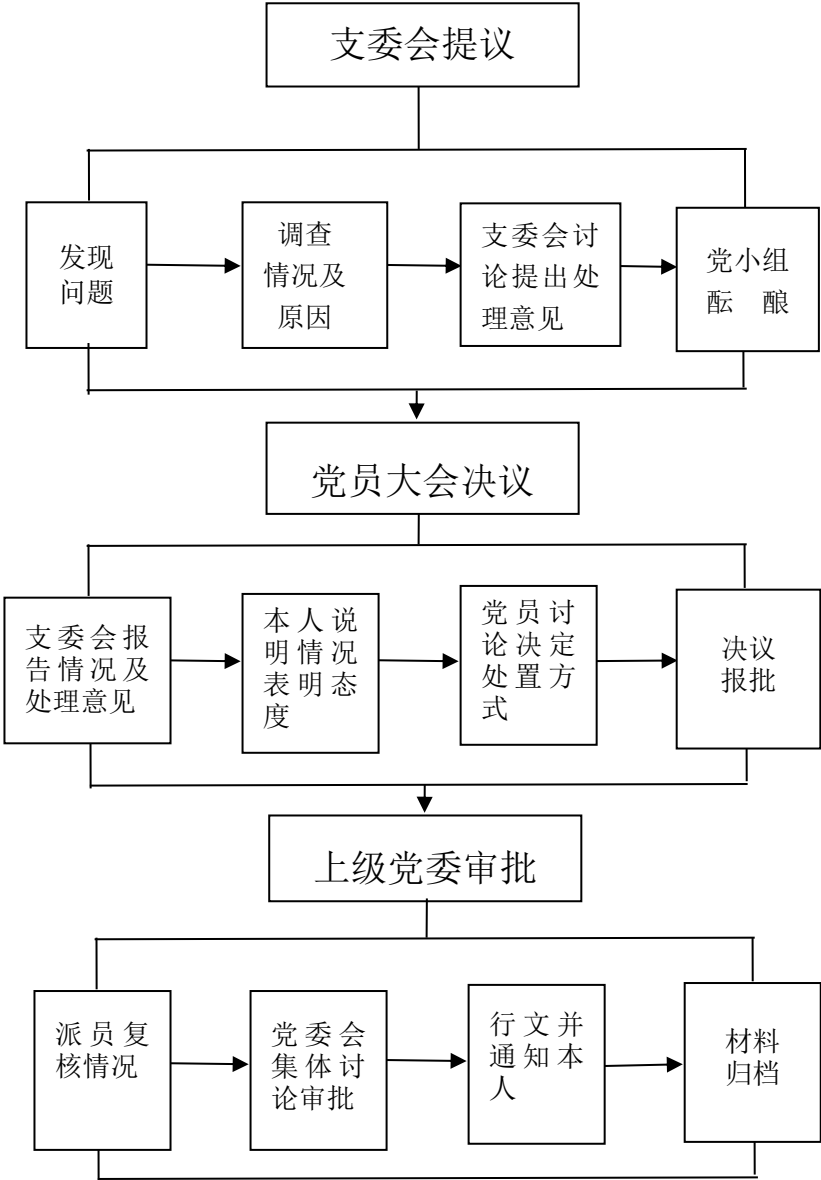 支委会提议
发现
问题
调查
情况及
原因
支委会讨
论提出处
理意见
党小组
酝 酿
党员大会决议
支委会报
告情况及
处理意见
本人说
明情况
表明态
度
党员讨
论决定
处置方
式
决议
报批
上级党委审批
派员复
核情况
党委会
集体讨
论审批
行文并
通知本
人
材料
归档